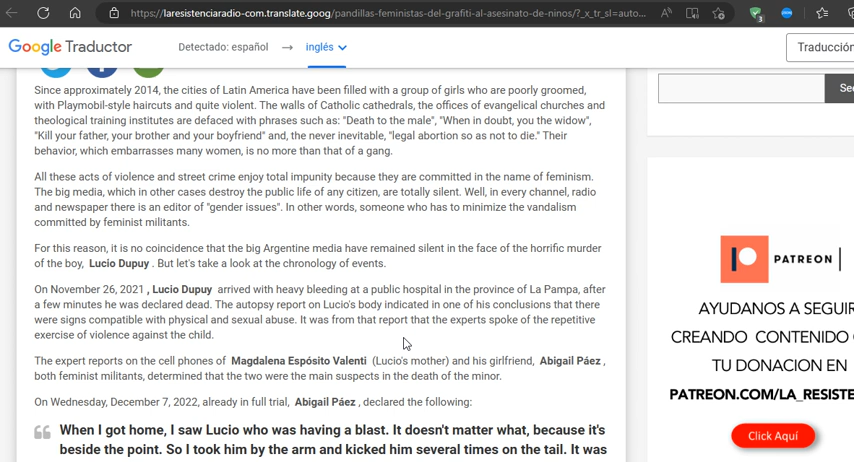 https://laresistenciaradio-com.translate.goog/pandillas-feministas-del-grafiti-al-asesinato-de-ninos/?_x_tr_sl=auto...
Google Traductor
Detectado: español → inglés
Traducción
Since approximately 2014, the cities of Latin America have been filled with a group of girls who are poorly groomed,
with Playmobil-style haircuts and quite violent. The walls of Catholic cathedrals, the offices of evangelical churches and
theological training institutes are defaced with phrases such as: "Death to the male", "When in doubt, you the widow",
"Kill your father, your brother and your boyfriend" and, the never inevitable, "legal abortion so as not to die." Their
behavior, which embarrasses many women, is no more than that of a gang.
All these acts of violence and street crime enjoy total impunity because they are committed in the name of feminism.
The big media, which in other cases destroy the public life of any citizen, are totally silent. Well, in every channel, radio
and newspaper there is an editor of "gender issues". In other words, someone who has to minimize the vandalism
committed by feminist militants.
For this reason, it is no coincidence that the big Argentine media have remained silent in the face of the horrific murder
of the boy, Lucio Dupuy . But let's take a look at the chronology of events.
On November 26, 2021 , Lucio Dupuy arrived with heavy bleeding at a public hospital in the province of La Pampa, after
a few minutes he was declared dead. The autopsy report on Lucio's body indicated in one of his conclusions that there
were signs compatible with physical and sexual abuse. It was from that report that the experts spoke of the repetitive
exercise of violence against the child.
The expert reports on the cell phones of Magdalena Espósito Valenti (Lucio's mother) and his girlfriend, Abigail Páez ,
both feminist militants, determined that the two were the main suspects in the death of the minor.
On Wednesday, December 7, 2022, already in full trial, Abigail Páez , declared the following:
When I got home, I saw Lucio who was having a blast. It doesn't matter what, because it's
beside the point. So I took him by the arm and kicked him several times on the tail. It was
Se
PATREON
AYUDANOS A SEGUIR
CREANDO CONTENIDO
TU DONACION EN
PATREON.COM/LA_RESISTE
Click Aquí
3